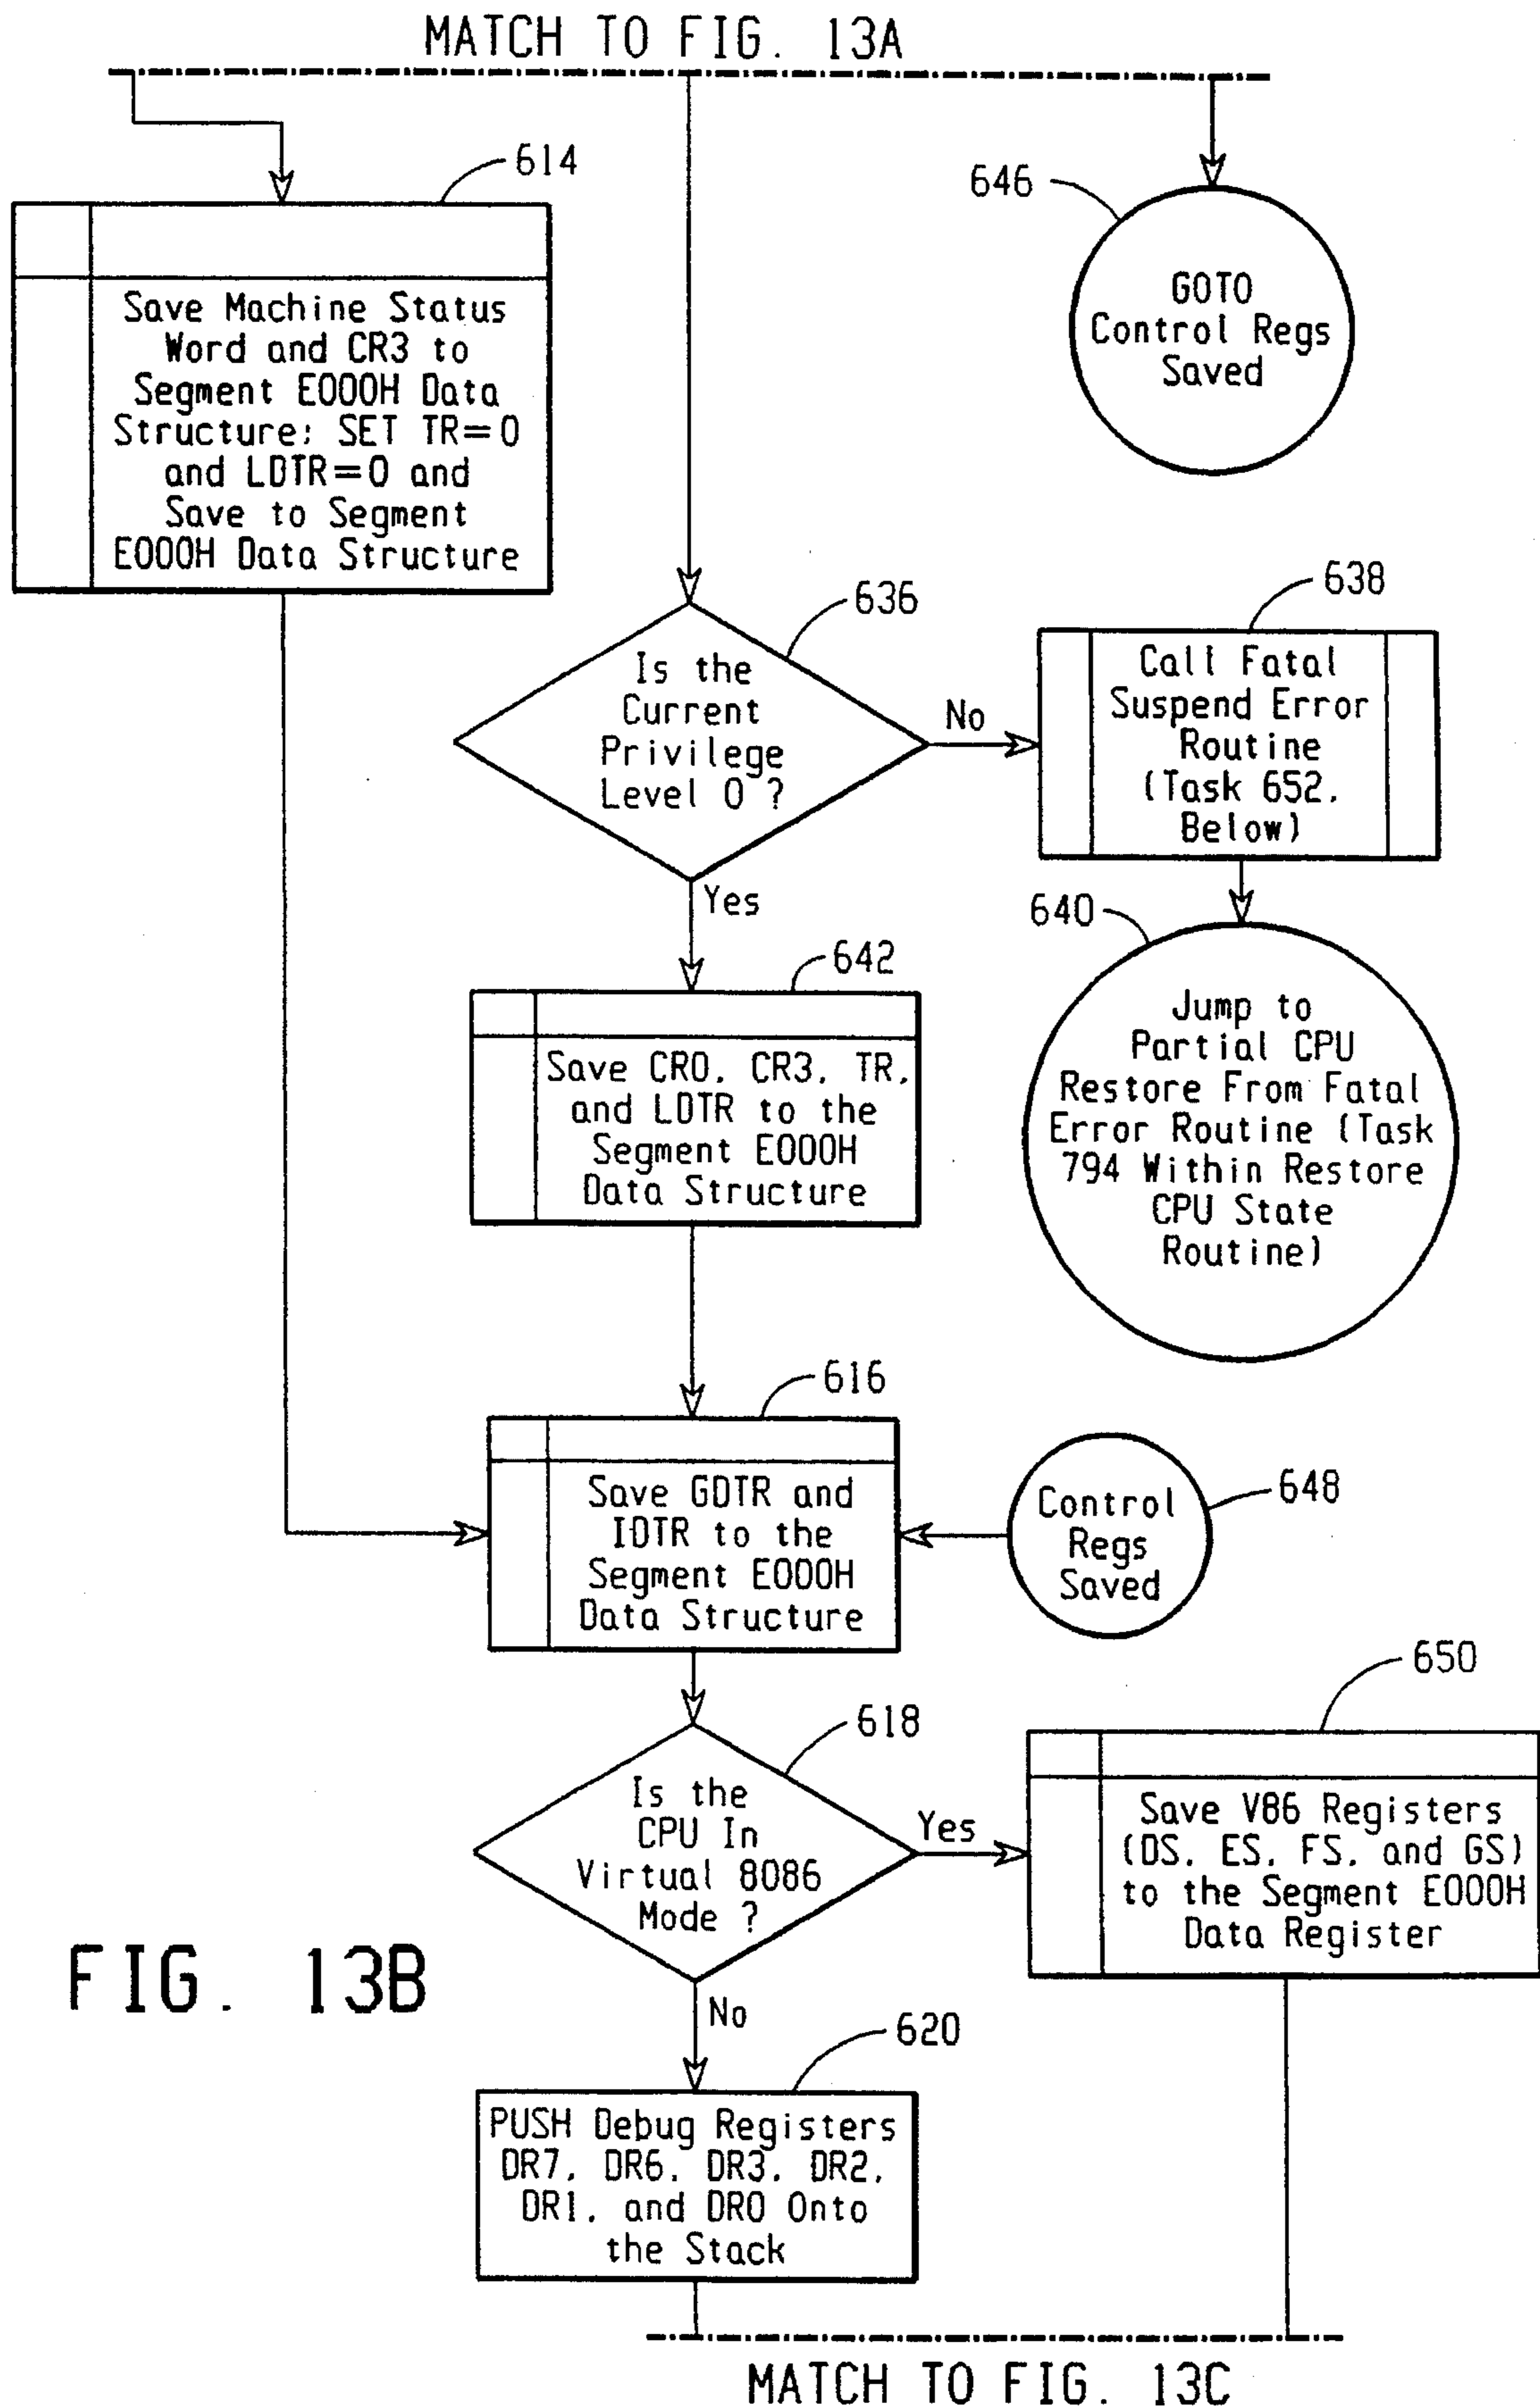 MATCH TO FIG. 13A
614
Save Machine Status
Word and CR3 to
Segment E000H Data
Structure; SET TR=0
and LDTR=0 and
Save to Segment
E000H Data Structure
646
GOTO
Control Regs
Saved
636
Is the
Current
Privilege
Level 0 ?
No
Yes
638
Call Fatal
Suspend Error
Routine
(Task 652,
Below)
640
Jump to
Partial CPU
Restore From Fatal
Error Routine (Task
794 Within Restore
CPU State
Routine)
642
Save CR0, CR3, TR,
and LDTR to the
Segment E000H
Data Structure
616
Save GDTR and
IDTR to the
Segment E000H
Data Structure
648
Control
Regs
Saved
618
Is the
CPU In
Virtual 8086
Mode ?
Yes
No
650
Save V86 Registers
(DS, ES, FS, and GS)
to the Segment E000H
Data Register
FIG. 13B
620
PUSH Debug Registers
DR7, DR6, DR3, DR2,
DR1, and DR0 Onto
the Stack
MATCH TO FIG. 13C